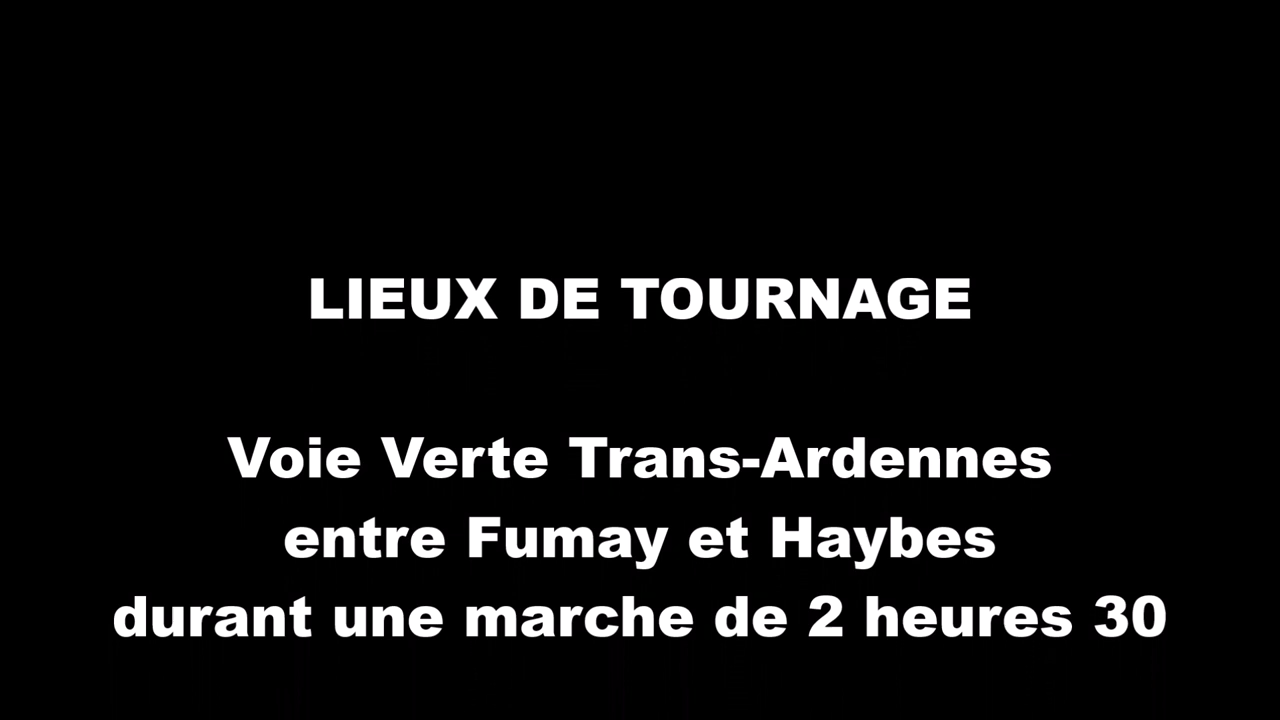 LIEUX DE TOURNAGE
Voie Verte Trans-Ardennes
entre Fumay et Haybes
durant une marche de 2 heures 30